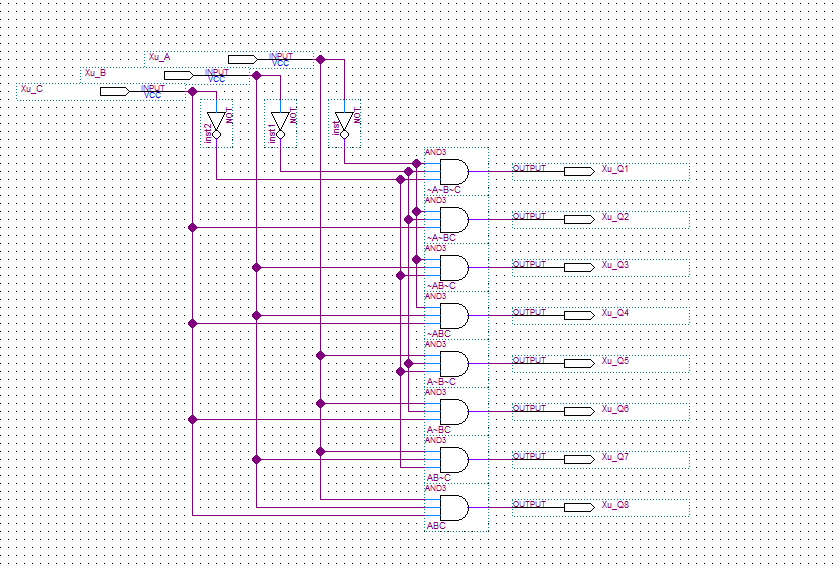 Xu_A INPUT
VCC
Xu_B INPUT
VCC
Xu_C INPUT
VCC
NOT NOT NOT
inst2 inst1 inst
AND3
OUTPUT Xu_Q1
~A~B~C
AND3
OUTPUT Xu_Q2
~A~BC
AND3
OUTPUT Xu_Q3
~AB~C
AND3
OUTPUT Xu_Q4
~ABC
AND3
OUTPUT Xu_Q5
A~B~C
AND3
OUTPUT Xu_Q6
A~BC
AND3
OUTPUT Xu_Q7
AB~C
AND3
OUTPUT Xu_Q8
ABC